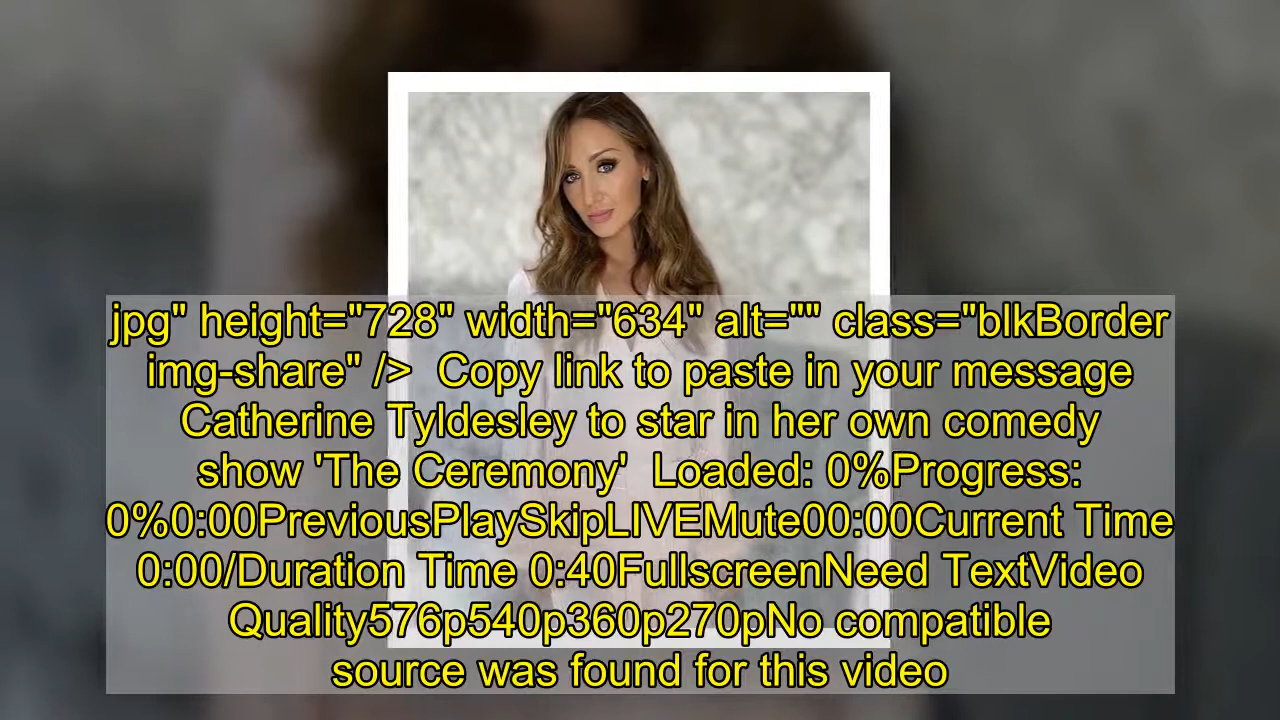 jpg" height="728" width="634" alt="" class="blkBorder
img-share" />  Copy link to paste in your message
Catherine Tyldesley to star in her own comedy
show 'The Ceremony'  Loaded: 0%Progress:
0%0:00PreviousPlaySkipLIVEMute00:00Current Time
0:00/Duration Time 0:40FullscreenNeed TextVideo
Quality576p540p360p270pNo compatible
source was found for this video